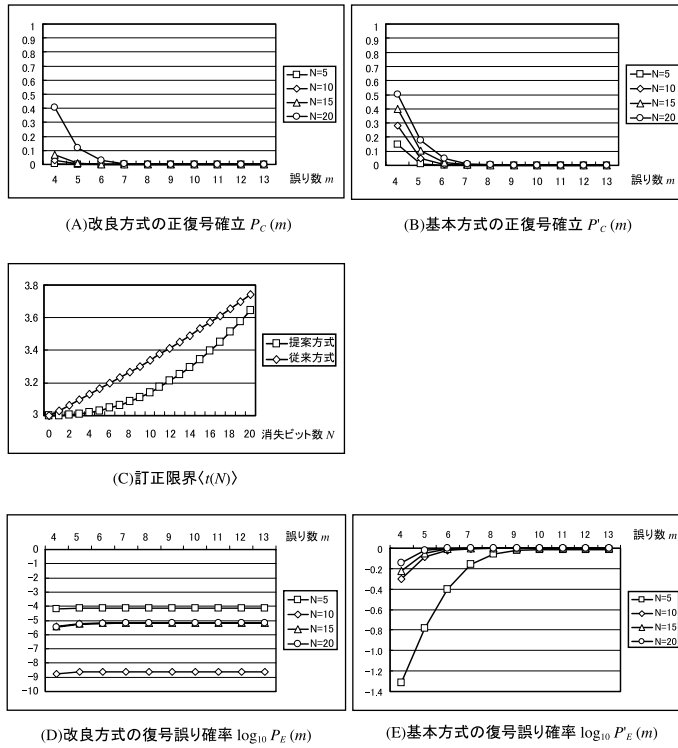 1
0.9
0.8
0.7
0.6
0.5
0.4
0.3
0.2
0.1
0
4 5 6 7 8 9 10 11 12 13
誤り数 m
N=5
N=10
N=15
N=20
(A)改良方式の正復号確立 PC (m)
1
0.9
0.8
0.7
0.6
0.5
0.4
0.3
0.2
0.1
0
4 5 6 7 8 9 10 11 12 13
誤り数 m
N=5
N=10
N=15
N=20
(B)基本方式の正復号確立 P'C (m)
3.8
3.6
3.4
3.2
3
0 2 4 6 8 10 12 14 16 18 20
消失ビット数 N
提案方式
従来方式
(C)訂正限界〈t(N)〉
4 5 6 7 8 9 10 11 12 13
誤り数 m
0
-1
-2
-3
-4
-5
-6
-7
-8
-9
-10
N=5
N=10
N=15
N=20
(D)改良方式の復号誤り確率 log10 PE (m)
4 5 6 7 8 9 10 11 12 13
誤り数 m
0
-0.2
-0.4
-0.6
-0.8
-1.0
-1.2
-1.4
N=5
N=10
N=15
N=20
(E)基本方式の復号誤り確率 log10 P'E (m)